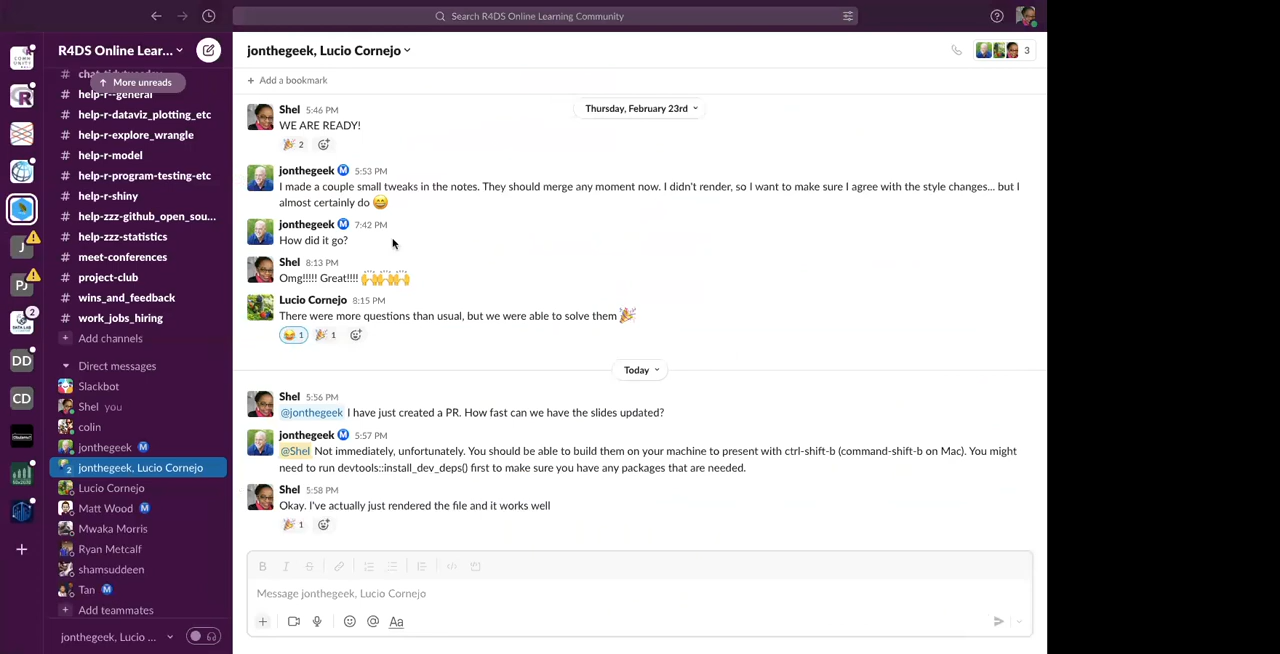 Search R4DS Online Learning Community
R4DS Online Lear...
More unreads
# help-r--general
# help-r-dataviz_plotting_etc
# help-r-explore_wrangle
# help-r-model
# help-r-program-testing-etc
# help-r-shiny
# help-zzz-github_open_sou...
# help-zzz-statistics
# meet-conferences
# project-club
# wins_and_feedback
# work_jobs_hiring
+ Add channels
Direct messages
Slackbot
Shel you
colin
jonthegeek M
2 jonthegeek, Lucio Cornejo
Lucio Cornejo
Matt Wood M
Mwaka Morris
Ryan Metcalf
shamsuddeen
Tan M
+ Add teammates
jonthegeek, Lucio ...
J
PJ
2
DD
CD
+
jonthegeek, Lucio Cornejo
3
+ Add a bookmark
Thursday, February 23rd
Shel 5:46 PM
WE ARE READY!
🎉 2
jonthegeek M 5:53 PM
I made a couple small tweaks in the notes. They should merge any moment now. I didn't render, so I want to make sure I agree with the style changes... but I
almost certainly do 😄
jonthegeek M 7:42 PM
How did it go?
Shel 8:13 PM
Omg!!!!! Great!!!! 🙌🙌🙌
Lucio Cornejo 8:15 PM
There were more questions than usual, but we were able to solve them 🎉
😂 1 🎉 1
Today
Shel 5:56 PM
@jonthegeek I have just created a PR. How fast can we have the slides updated?
jonthegeek M 5:57 PM
@Shel Not immediately, unfortunately. You should be able to build them on your machine to present with ctrl-shift-b (command-shift-b on Mac). You might
need to run devtools::install_dev_deps() first to make sure you have any packages that are needed.
Shel 5:58 PM
Okay. I've actually just rendered the file and it works well
🎉 1
B I S
Message jonthegeek, Lucio Cornejo
+ @ Aa